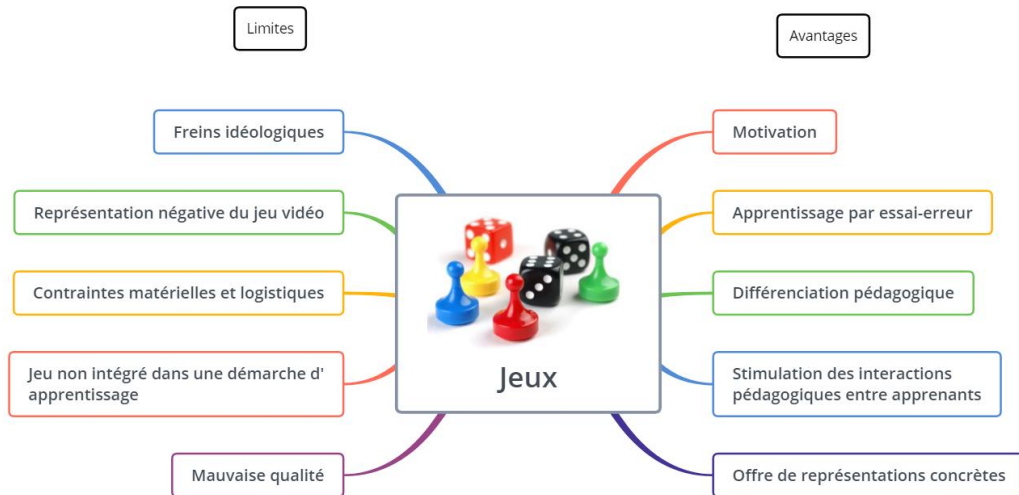 Limites
Avantages
Freins idéologiques
Motivation
Représentation négative du jeu vidéo
Apprentissage par essai-erreur
Contraintes matérielles et logistiques
Différenciation pédagogique
Jeu non intégré dans une démarche d'
apprentissage
Stimulation des interactions
pédagogiques entre apprenants
Jeux
Mauvaise qualité
Offre de représentations concrètes